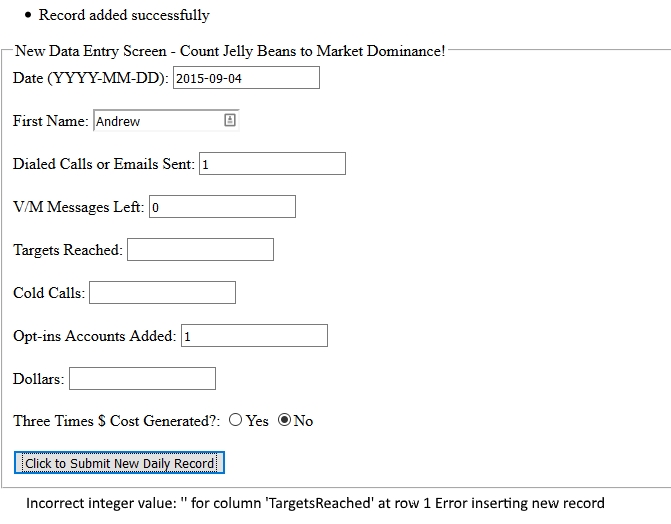 Record added successfully
New Data Entry Screen - Count Jelly Beans to Market Dominance!
Date (YYYY-MM-DD): 2015-09-04
First Name: Andrew
Dialed Calls or Emails Sent: 1
V/M Messages Left: 0
Targets Reached:
Cold Calls:
Opt-ins Accounts Added: 1
Dollars:
Three Times $ Cost Generated?: Yes No
Click to Submit New Daily Record
Incorrect integer value: '' for column 'TargetsReached' at row 1 Error inserting new record